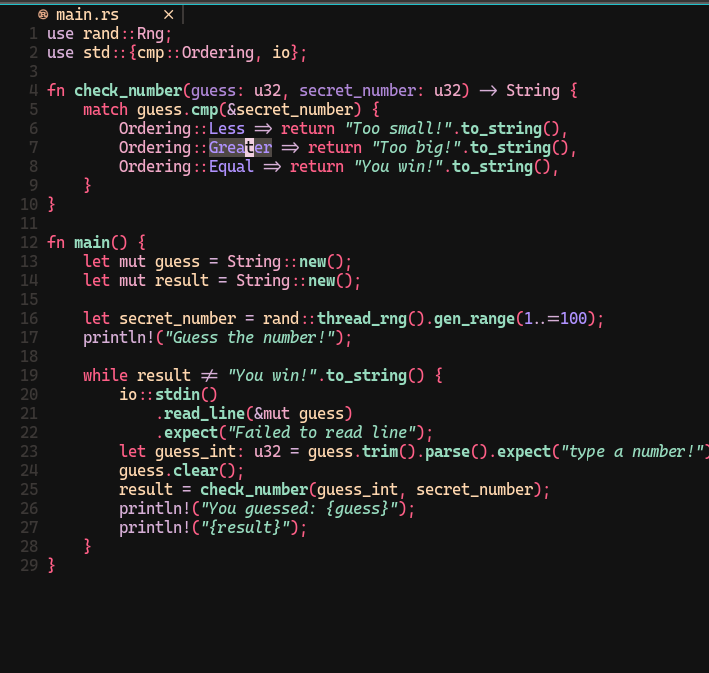 main.rs ×
1 use rand::Rng;
2 use std::{cmp::Ordering, io};
3
4 fn check_number(guess: u32, secret_number: u32) -> String {
5     match guess.cmp(&secret_number) {
6         Ordering::Less => return "Too small!".to_string(),
7         Ordering::Greater => return "Too big!".to_string(),
8         Ordering::Equal => return "You win!".to_string(),
9     }
10 }
11
12 fn main() {
13     let mut guess = String::new();
14     let mut result = String::new();
15
16     let secret_number = rand::thread_rng().gen_range(1..=100);
17     println!("Guess the number!");
18
19     while result != "You win!".to_string() {
20         io::stdin()
21             .read_line(&mut guess)
22             .expect("Failed to read line");
23         let guess_int: u32 = guess.trim().parse().expect("type a number!")
24         guess.clear();
25         result = check_number(guess_int, secret_number);
26         println!("You guessed: {guess}");
27         println!("{result}");
28     }
29 }